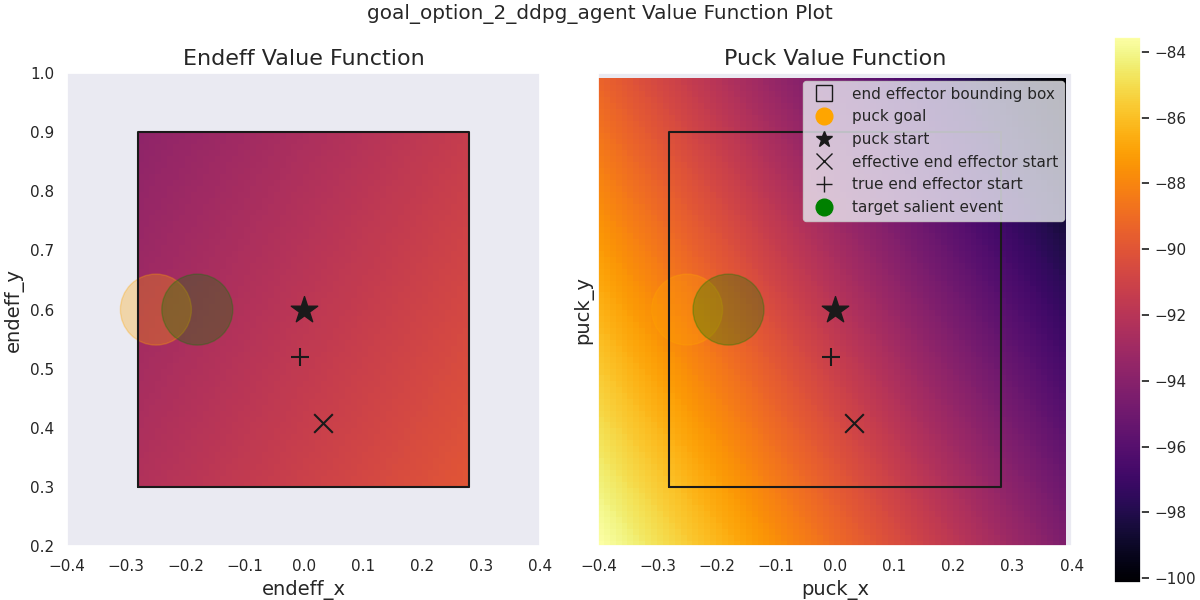 goal_option_2_ddpg_agent Value Function Plot
Endeff Value Function
1.0
0.9
0.8
0.7
0.6
0.5
0.4
0.3
0.2
endeff_y
−0.4 −0.3 −0.2 −0.1 0.0 0.1 0.2 0.3 0.4
endeff_x
Puck Value Function
end effector bounding box
puck goal
puck start
effective end effector start
true end effector start
target salient event
puck_y
−0.4 −0.3 −0.2 −0.1 0.0 0.1 0.2 0.3 0.4
puck_x
−84
−86
−88
−90
−92
−94
−96
−98
−100